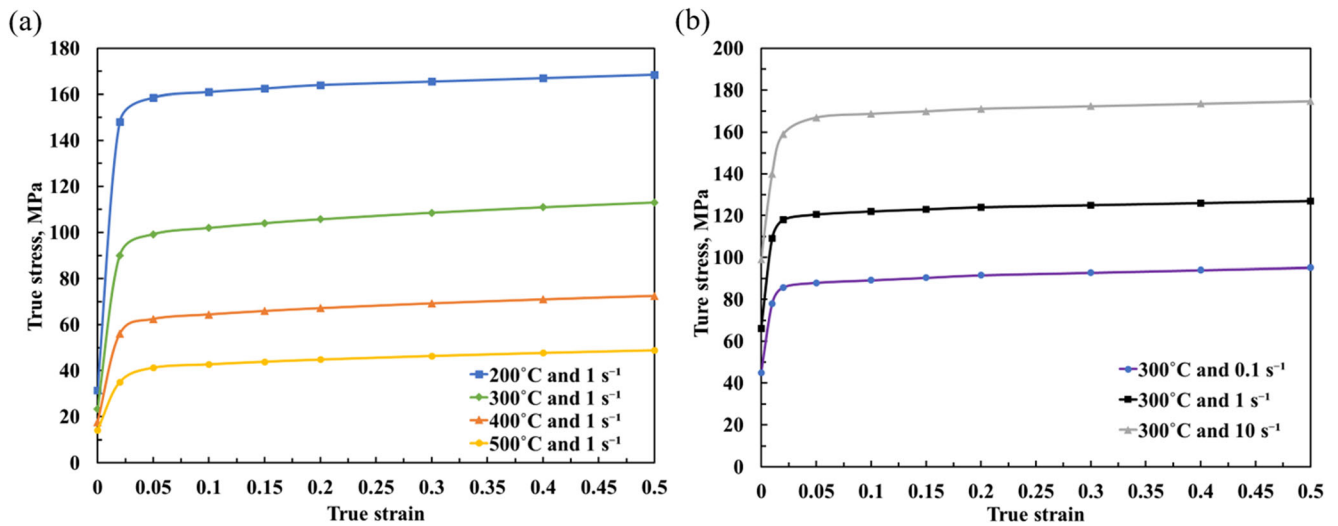 (a)
True stress, MPa
180
160
140
120
100
80
60
40
20
0
0 0.05 0.1 0.15 0.2 0.25 0.3 0.35 0.4 0.45 0.5
True strain
200°C and 1 s⁻¹
300°C and 1 s⁻¹
400°C and 1 s⁻¹
500°C and 1 s⁻¹
(b)
Ture stress, MPa
200
180
160
140
120
100
80
60
40
20
0
0 0.05 0.1 0.15 0.2 0.25 0.3 0.35 0.4 0.45 0.5
True strain
300°C and 0.1 s⁻¹
300°C and 1 s⁻¹
300°C and 10 s⁻¹